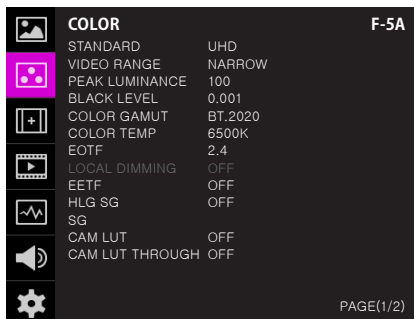 COLOR F-5A
STANDARD UHD
VIDEO RANGE NARROW
PEAK LUMINANCE 100
BLACK LEVEL 0.001
COLOR GAMUT BT.2020
COLOR TEMP 6500K
EOTF 2.4
LOCAL DIMMING OFF
EETF OFF
HLG SG OFF
SG
CAM LUT OFF
CAM LUT THROUGH OFF
PAGE(1/2)